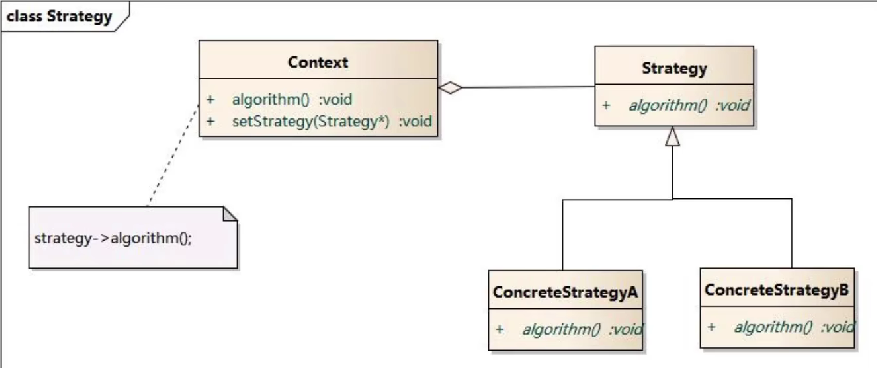 class Strategy
Context
+ algorithm() :void
+ setStrategy(Strategy*) :void
Strategy
+ algorithm() :void
strategy->algorithm();
ConcreteStrategyA
+ algorithm() :void
ConcreteStrategyB
+ algorithm() :void